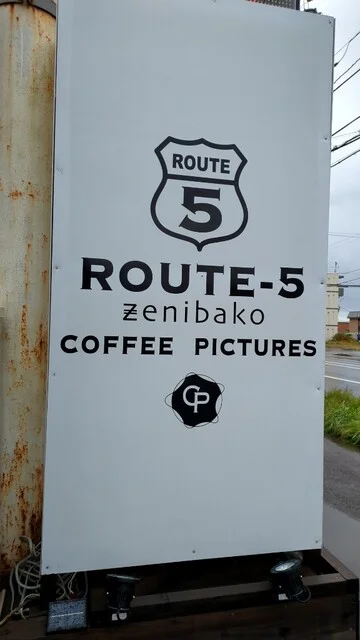 ROUTE
5
ROUTE-5
zenibako
COFFEE PICTURES
CP